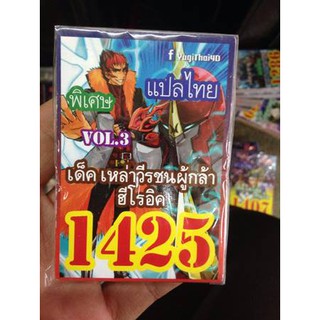 f YugiThai4D
พิเศษ
แปลไทย
VOL.3
เด็ค เหล่าวีรชนผู้กล้า
ฮีโรอิค
1425
1407